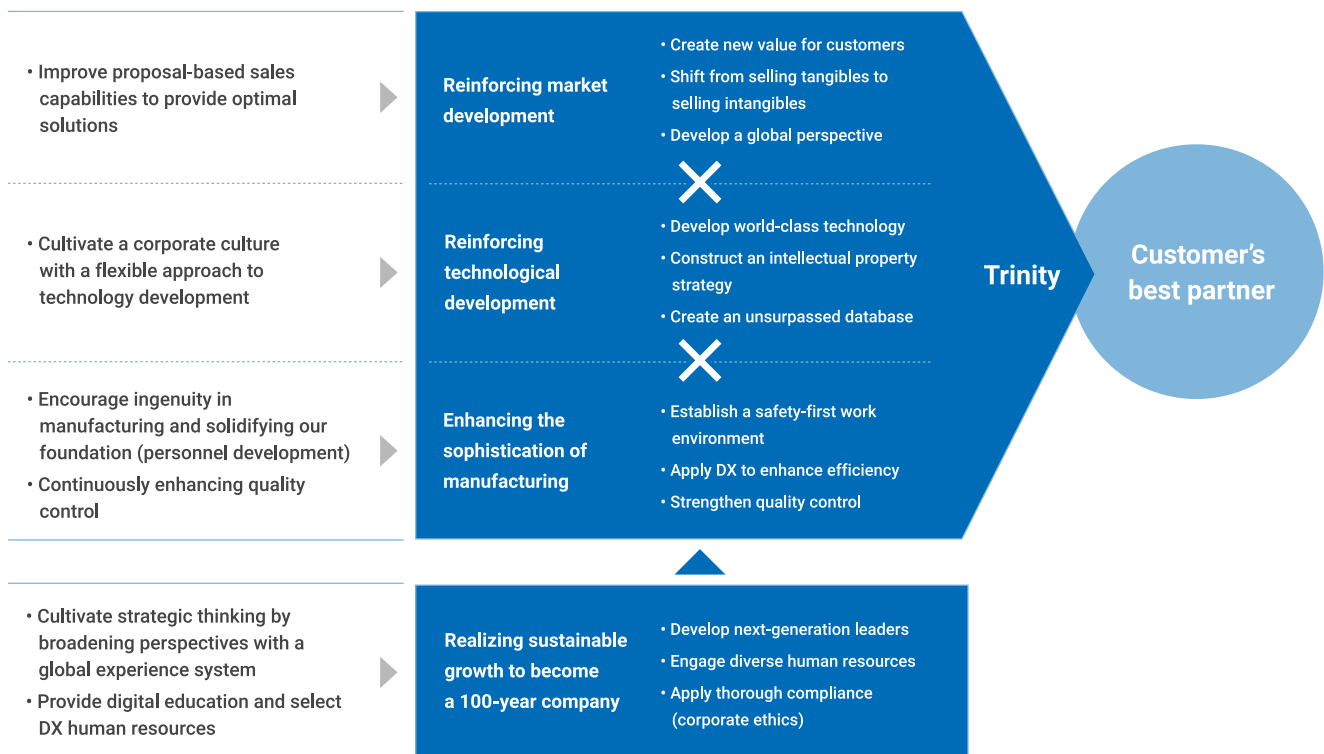 • Improve proposal-based sales
capabilities to provide optimal
solutions
Reinforcing market
development
• Create new value for customers
• Shift from selling tangibles to
selling intangibles
• Develop a global perspective
• Cultivate a corporate culture
with a flexible approach to
technology development
Reinforcing
technological
development
• Develop world-class technology
• Construct an intellectual property
strategy
• Create an unsurpassed database
• Encourage ingenuity in
manufacturing and solidifying our
foundation (personnel development)
• Continuously enhancing quality
control
Enhancing the
sophistication of
manufacturing
• Establish a safety-first work
environment
• Apply DX to enhance efficiency
• Strengthen quality control
Trinity
Customer’s
best partner
• Cultivate strategic thinking by
broadening perspectives with a
global experience system
• Provide digital education and select
DX human resources
Realizing sustainable
growth to become
a 100-year company
• Develop next-generation leaders
• Engage diverse human resources
• Apply thorough compliance
(corporate ethics)